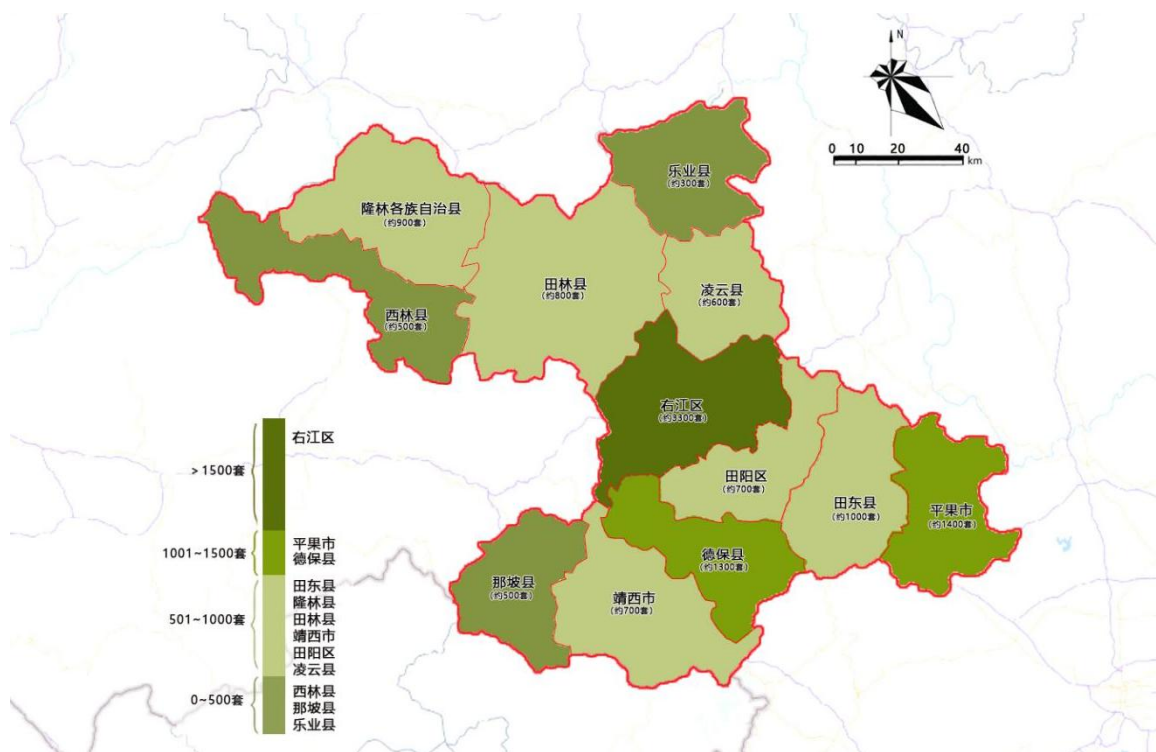 N
0 10 20 40
km
乐业县
(约300套)
隆林各族自治县
(约900套)
田林县
(约800套)
凌云县
(约600套)
西林县
(约500套)
右江区
(约3300套)
田阳区
(约700套)
田东县
(约1000套)
平果市
(约1400套)
德保县
(约1300套)
那坡县
(约500套)
靖西市
(约700套)
>1500套
右江区
1001~1500套
平果市
德保县
501~1000套
田东县
隆林县
田林县
靖西市
田阳区
凌云县
0~500套
西林县
那坡县
乐业县